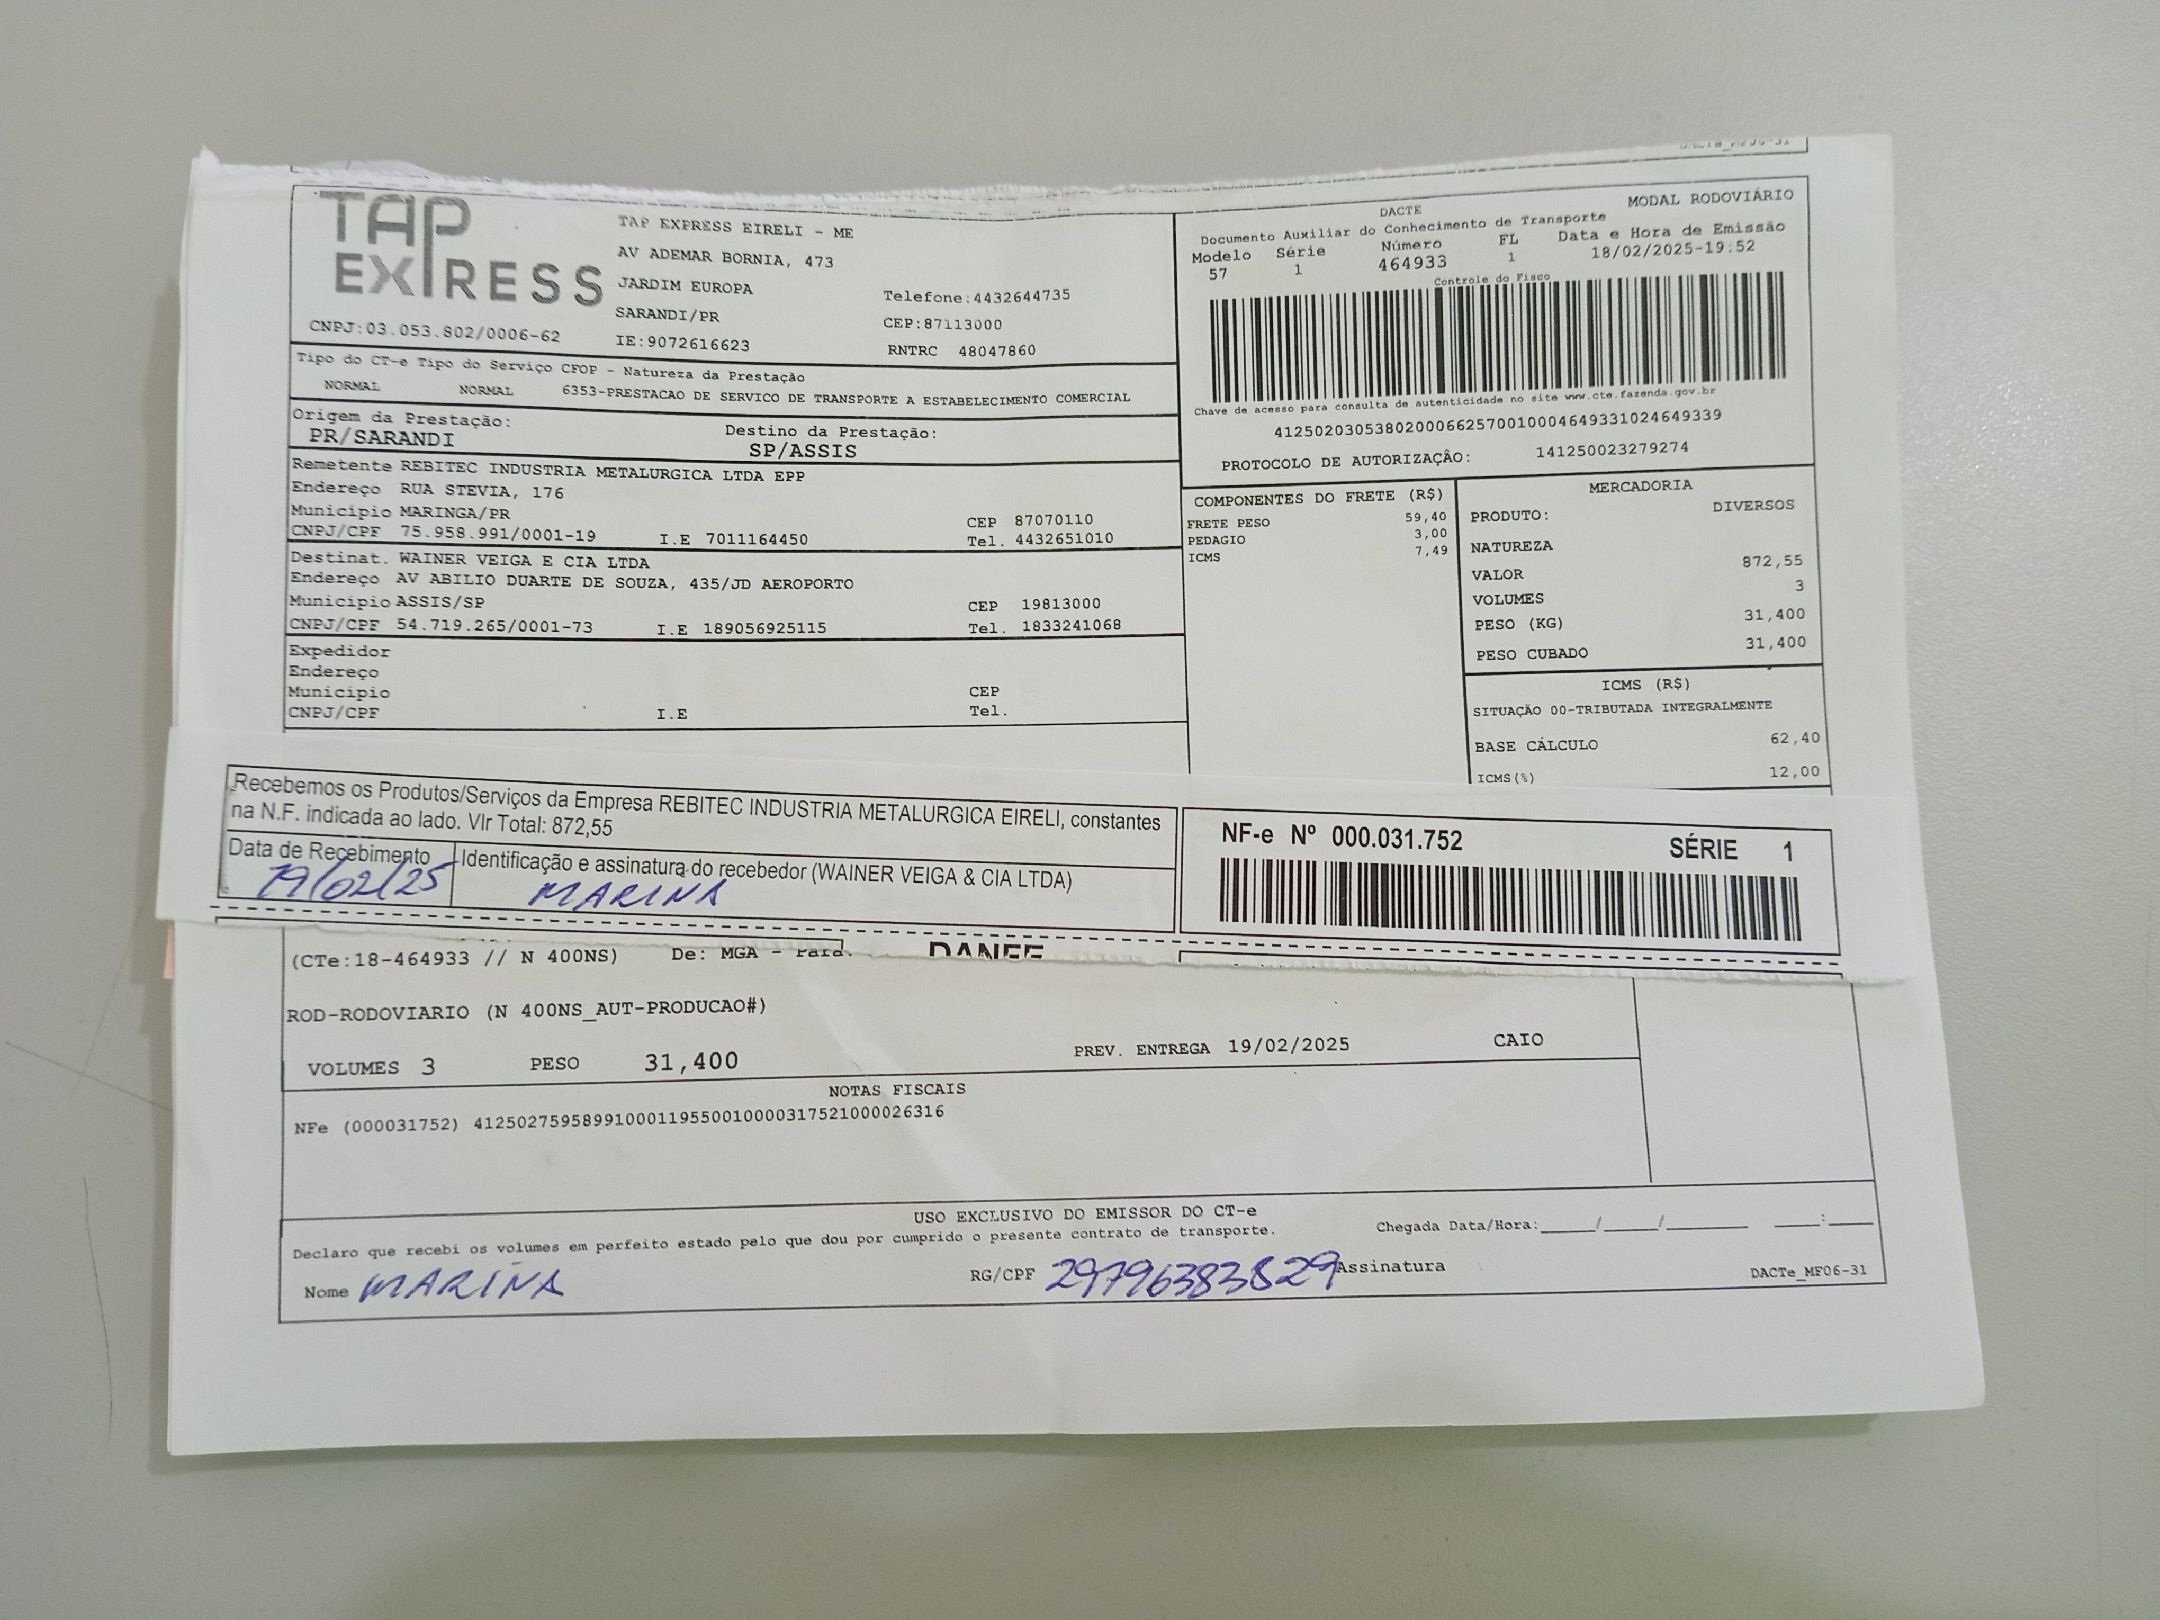 DACTe_MF06-31
TAP EXPRESS
TAP EXPRESS EIRELI - ME
AV ADEMAR BORNIA, 473
JARDIM EUROPA
SARANDI/PR
IE:9072616623
Telefone:4432644735
CEP:87113000
RNTRC 48047860
CNPJ:03.053.802/0006-62
DACTE
MODAL RODOVIÁRIO
Documento Auxiliar do Conhecimento de Transporte
Modelo Série Número FL Data e Hora de Emissão
57 1 464933 1 18/02/2025-19:52
Controle do Fisco
Chave de acesso para consulta de autenticidade no site www.cte.fazenda.gov.br
41250203053802000662570010004649331024649339
PROTOCOLO DE AUTORIZAÇÃO: 141250023279274
Tipo do CT-e Tipo do Serviço CFOP - Natureza da Prestação
NORMAL NORMAL 6353-PRESTACAO DE SERVICO DE TRANSPORTE A ESTABELECIMENTO COMERCIAL
Origem da Prestação: Destino da Prestação:
PR/SARANDI SP/ASSIS
Remetente REBITEC INDUSTRIA METALURGICA LTDA EPP
Endereço RUA STEVIA, 176
Municipio MARINGA/PR CEP 87070110
CNPJ/CPF 75.958.991/0001-19 I.E 7011164450 Tel. 4432651010
Destinat. WAINER VEIGA E CIA LTDA
Endereço AV ABILIO DUARTE DE SOUZA, 435/JD AEROPORTO
Municipio ASSIS/SP CEP 19813000
CNPJ/CPF 54.719.265/0001-73 I.E 189056925115 Tel. 1833241068
Expedidor
Endereço
Municipio CEP
CNPJ/CPF I.E Tel.
COMPONENTES DO FRETE (R$)
FRETE PESO 59,40
PEDAGIO 3,00
ICMS 7,49
MERCADORIA
PRODUTO: DIVERSOS
NATUREZA
VALOR 872,55
VOLUMES 3
PESO (KG) 31,400
PESO CUBADO 31,400
ICMS (R$)
SITUAÇÃO 00-TRIBUTADA INTEGRALMENTE
BASE CÁLCULO 62,40
ICMS(%) 12,00
Recebemos os Produtos/Serviços da Empresa REBITEC INDUSTRIA METALURGICA EIRELI, constantes
na N.F. indicada ao lado. Vlr Total: 872,55
Data de Recebimento Identificação e assinatura do recebedor (WAINER VEIGA & CIA LTDA)
19/02/25 MARINA
NF-e Nº 000.031.752 SÉRIE 1
DANFE
(CTe:18-464933 // N 400NS) De: MGA - Para:
ROD-RODOVIARIO (N 400NS_AUT-PRODUCAO#)
VOLUMES 3 PESO 31,400 PREV. ENTREGA 19/02/2025 CAIO
NOTAS FISCAIS
NFe (000031752) 41250275958991000119550010000317521000026316
USO EXCLUSIVO DO EMISSOR DO CT-e
Declaro que recebi os volumes em perfeito estado pelo que dou por cumprido o presente contrato de transporte. Chegada Data/Hora:_____/_____/_______ ____:____
Nome MARINA RG/CPF 29796383829 Assinatura
DACTe_MF06-31